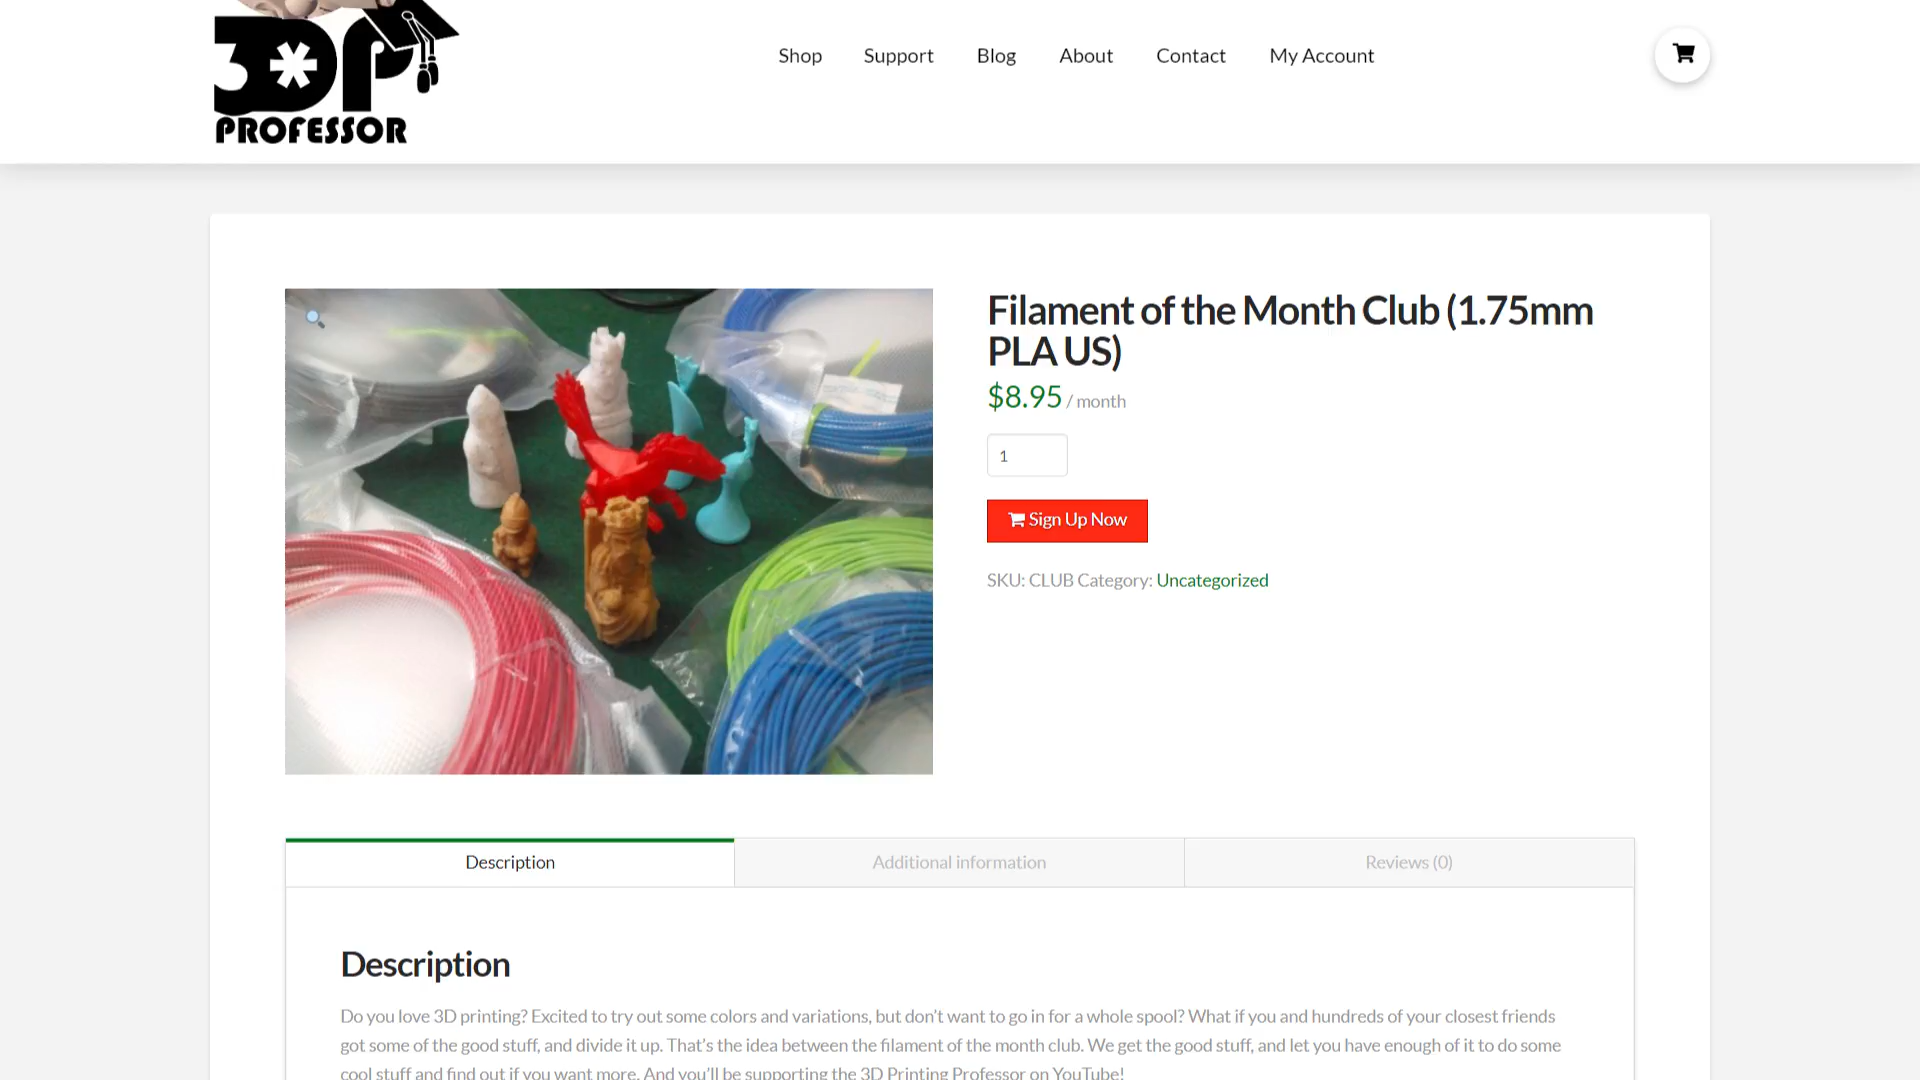 3DP
PROFESSOR
Shop Support Blog About Contact My Account
Filament of the Month Club (1.75mm
PLA US)
$8.95 / month
1
Sign Up Now
SKU: CLUB Category: Uncategorized
Description Additional information Reviews (0)
Description
Do you love 3D printing? Excited to try out some colors and variations, but don't want to go in for a whole spool? What if you and hundreds of your closest friends
got some of the good stuff, and divide it up. That's the idea between the filament of the month club. We get the good stuff, and let you have enough of it to do some
cool stuff and find out if you want more. And you'll be supporting the 3D Printing Professor on YouTube!